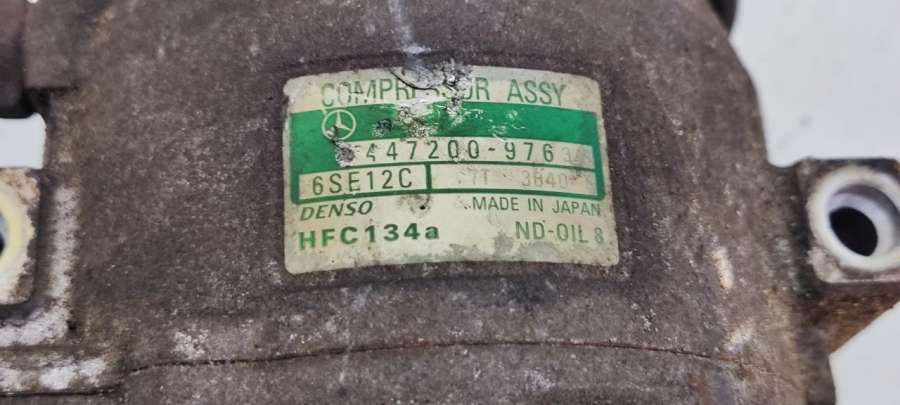 COMPRESSOR ASSY
447200-976
6SE12C
DENSO MADE IN JAPAN
HFC134a ND-OIL 8